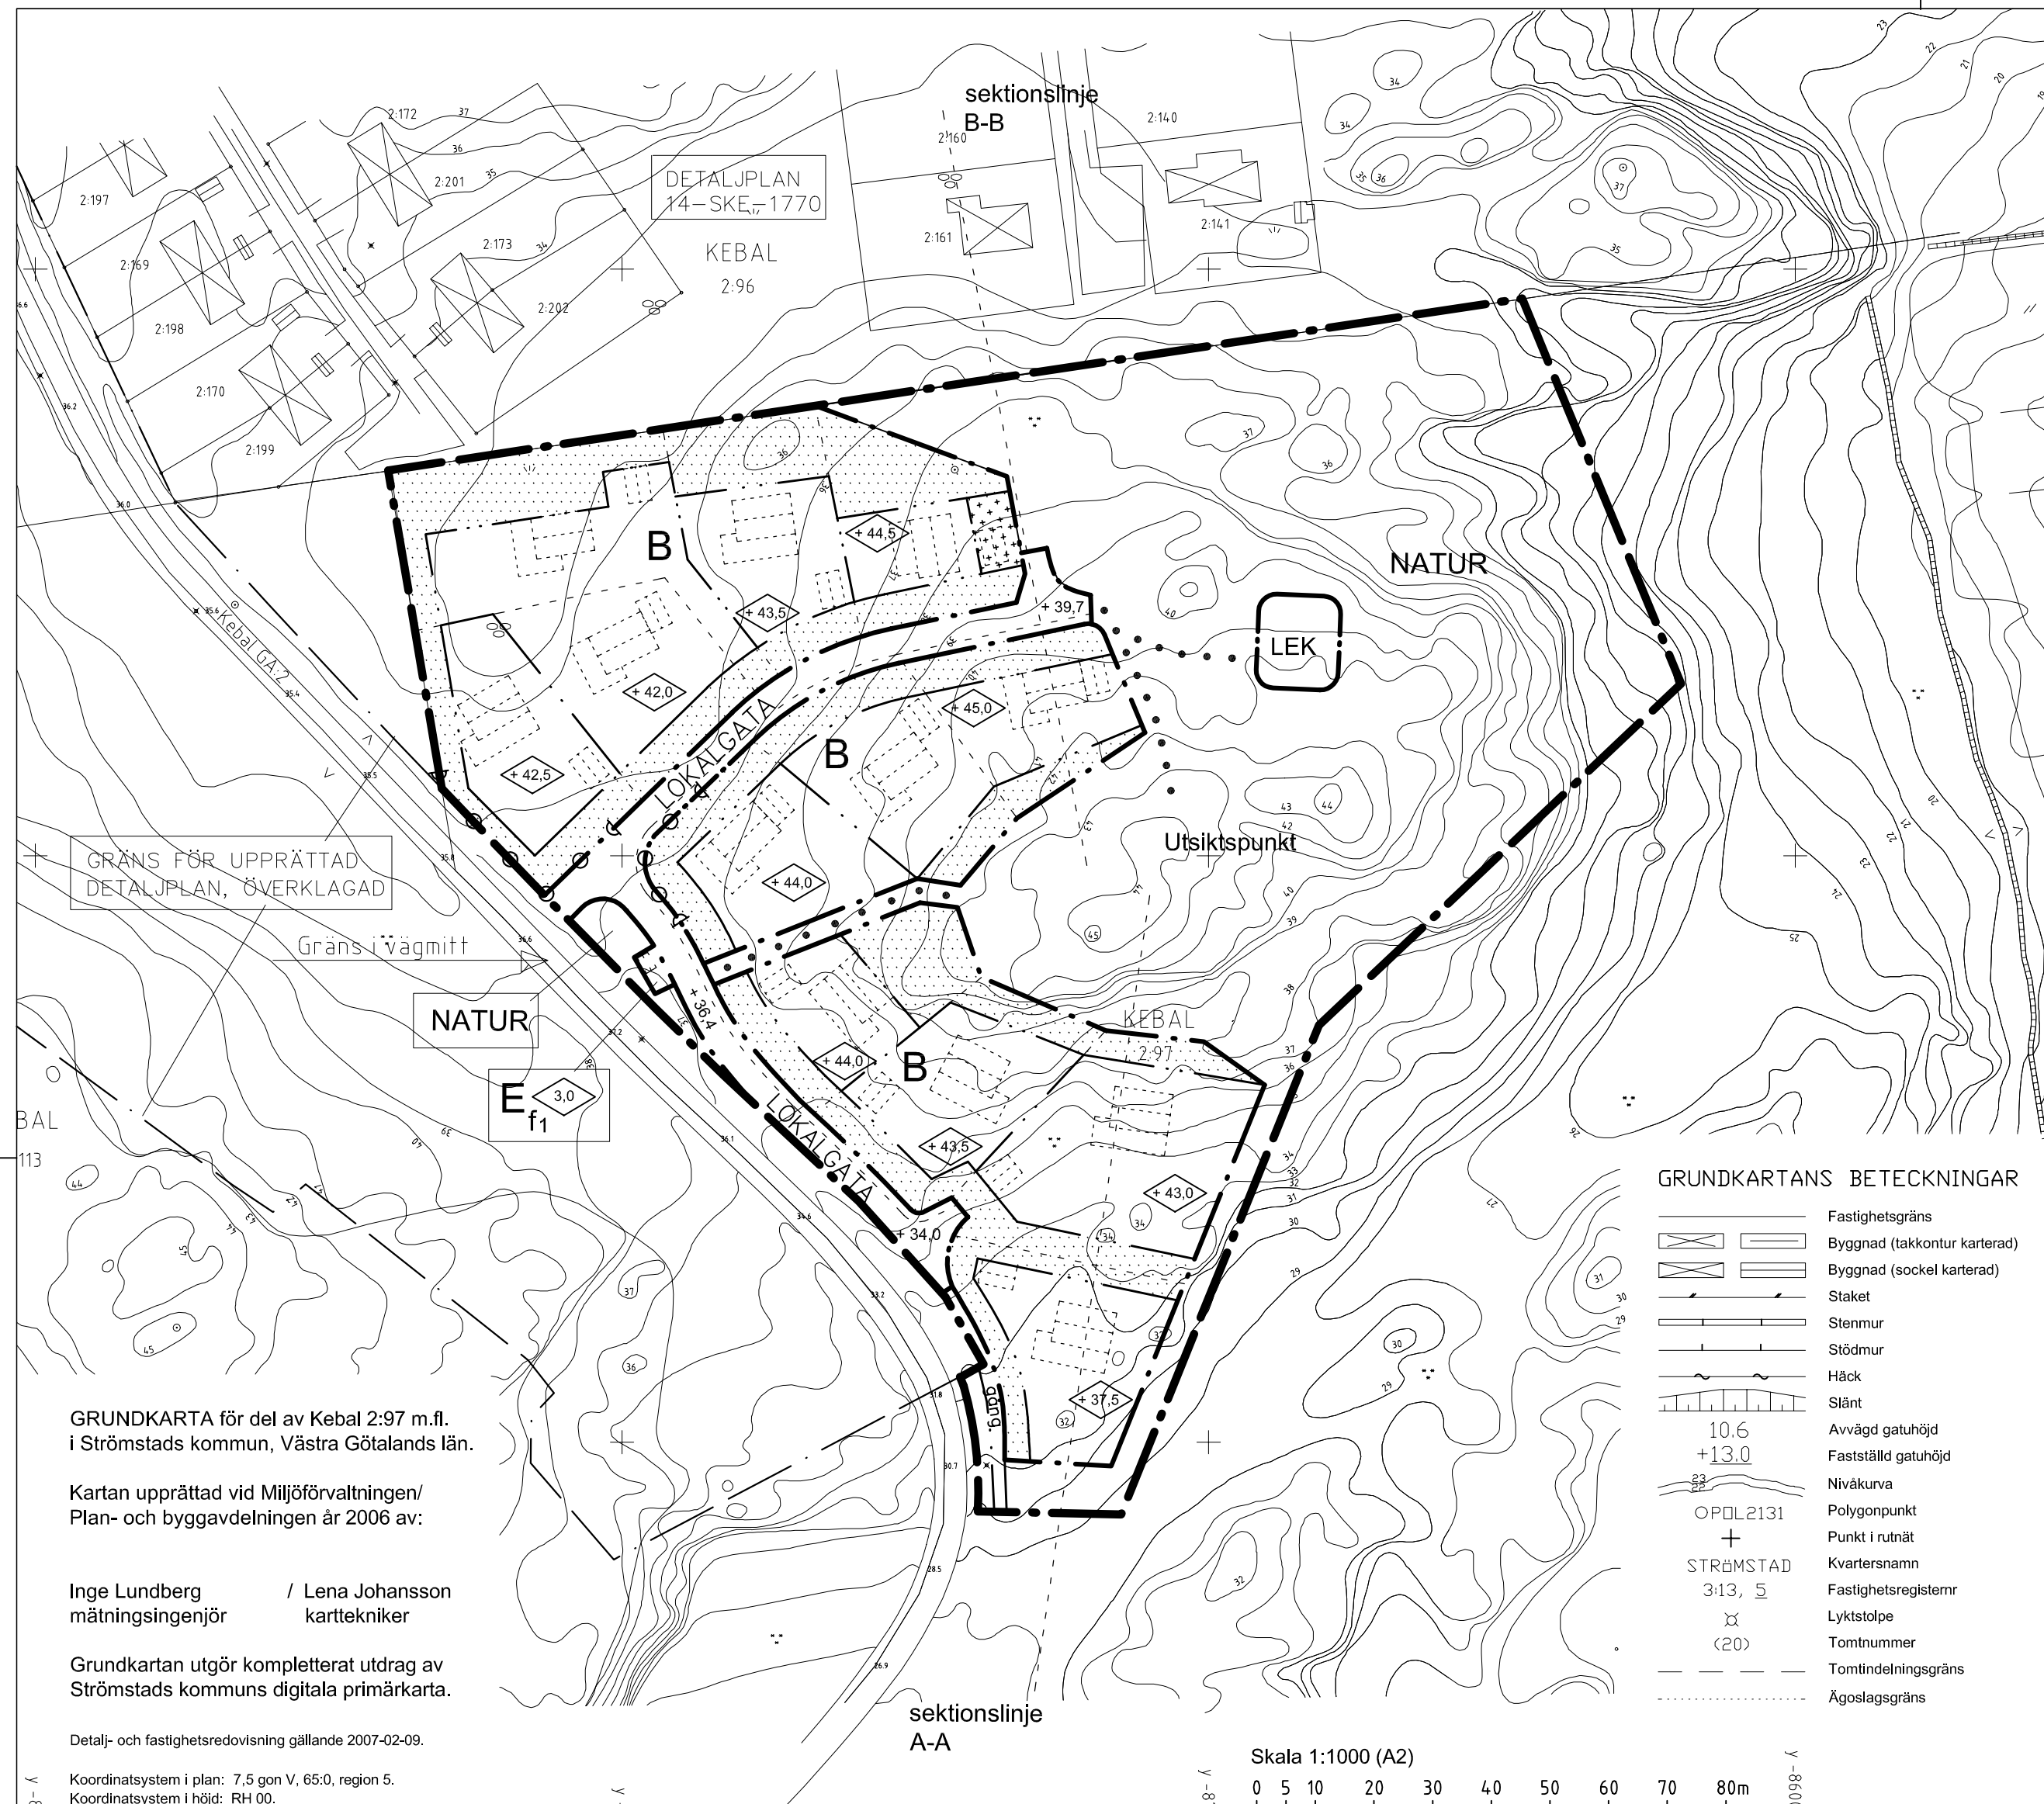 sektionslinje
B-B
DETALJPLAN
14-SKE-1770
KEBAL
2:96
2:172
2:201
2:197
2:169
2:173
2:202
2:198
2:170
2:199
2:160
2:161
2:140
2:141
B
+ 44,5
+ 43,5
+ 42,0
+ 42,5
+ 39,7
NATUR
LEK
LOKALGATA
B
+ 45,0
+ 44,0
Utsiktspunkt
Kebal GA:2
GRÄNS FÖR UPPRÄTTAD
DETALJPLAN, ÖVERKLAGAD
Gräns i vägmitt
NATUR
E f1 3,0
+ 36,4
+ 44,0
B
KEBAL
2:97
LOKALGATA
+ 43,5
+ 43,0
+ 34,0
+ 37,5
gång
BAL
113
GRUNDKARTA för del av Kebal 2:97 m.fl.
i Strömstads kommun, Västra Götalands län.
Kartan upprättad vid Miljöförvaltningen/
Plan- och byggavdelningen år 2006 av:
Inge Lundberg / Lena Johansson
mätningsingenjör karttekniker
Grundkartan utgör kompletterat utdrag av
Strömstads kommuns digitala primärkarta.
Detalj- och fastighetsredovisning gällande 2007-02-09.
Koordinatsystem i plan: 7,5 gon V, 65:0, region 5.
Koordinatsystem i höjd: RH 00.
sektionslinje
A-A
GRUNDKARTANS BETECKNINGAR
Fastighetsgräns
Byggnad (takkontur karterad)
Byggnad (sockel karterad)
Staket
Stenmur
Stödmur
Häck
Slänt
10.6 Avvägd gatuhöjd
+13.0 Fastställd gatuhöjd
23 22 Nivåkurva
OPOL2131 Polygonpunkt
Punkt i rutnät
STRÖMSTAD Kvartersnamn
3:13, 5 Fastighetsregisternr
Lyktstolpe
(20) Tomtnummer
Tomtindelningsgräns
Ägoslagsgräns
Skala 1:1000 (A2)
0 5 10 20 30 40 50 60 70 80m